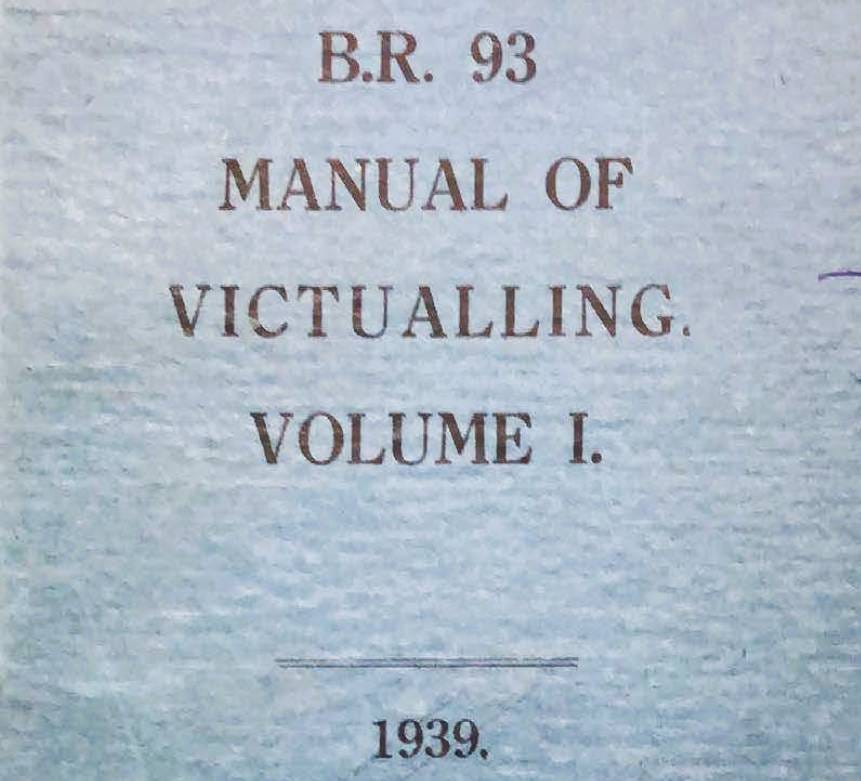 B.R. 93
MANUAL OF
VICTUALLING.
VOLUME I.
1939.